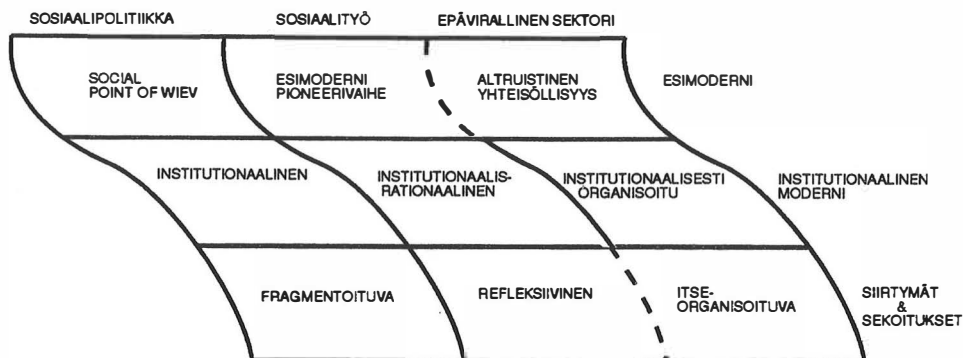 SOSIAALIPOLITIIKKA
SOSIAALITYÖ
EPÄVIRALLINEN SEKTORI
SOCIAL
POINT OF WIEV
ESIMODERNI
PIONEERIVAIHE
ALTRUISTINEN
YHTEISÖLLISYYS
ESIMODERNI
INSTITUTIONAALINEN
INSTITUTIONAALIS-
RATIONAALINEN
INSTITUTIONAALISESTI
ORGANISOITU
INSTITUTIONAALINEN
MODERNI
FRAGMENTOITUVA
REFLEKSIIVINEN
ITSE-
ORGANISOITUVA
SIIRTYMÄT
&
SEKOITUKSET